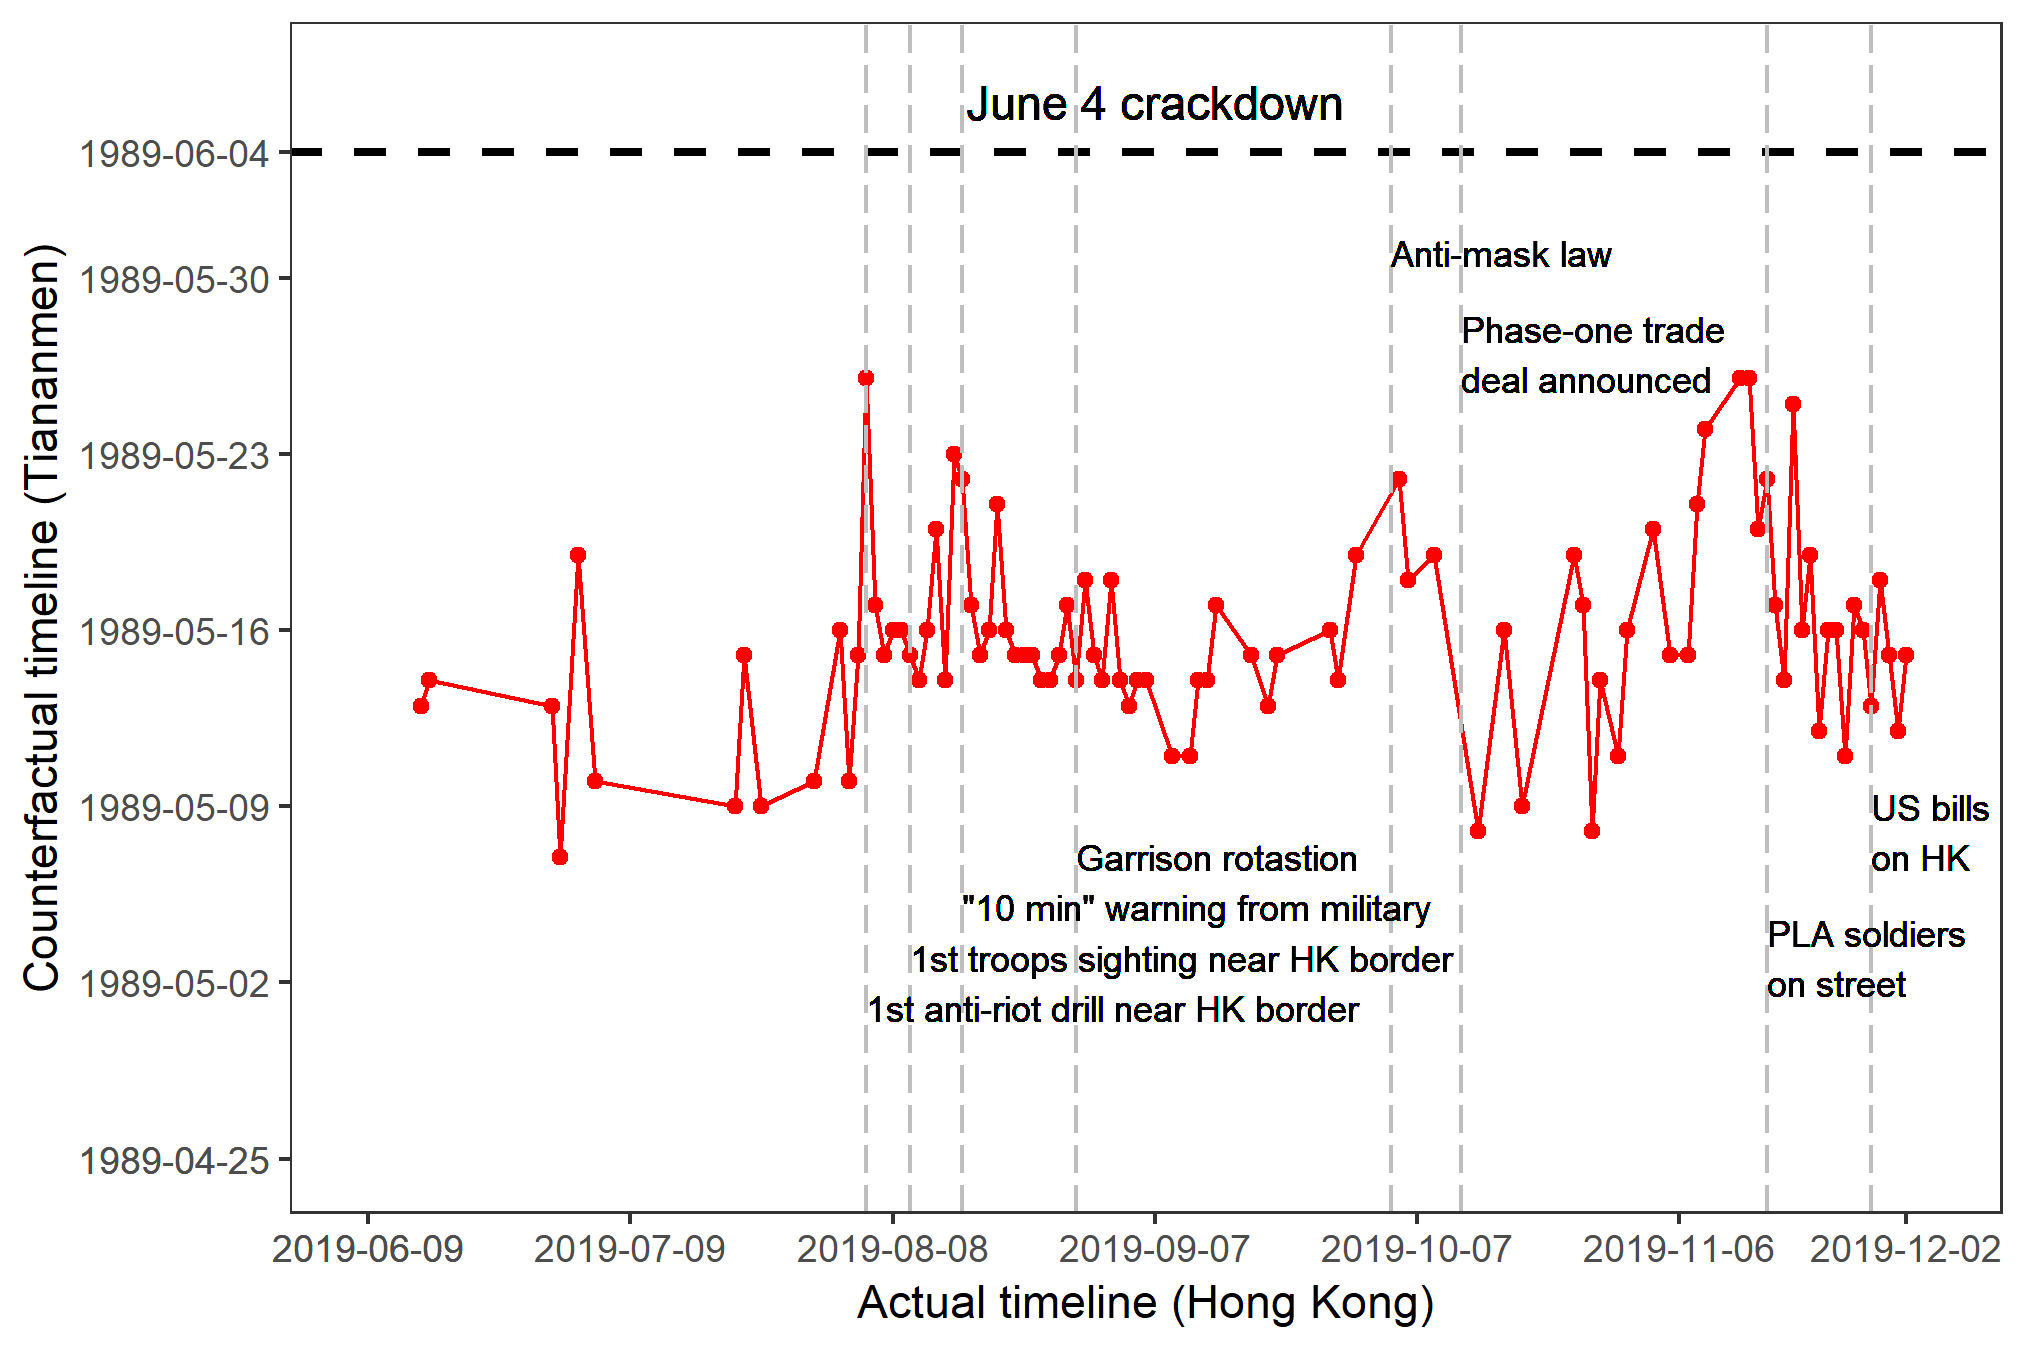 June 4 crackdown
1989-06-04
Anti-mask law
1989-05-30
Phase-one trade
deal announced
1989-05-23
1989-05-16
1989-05-09
US bills
on HK
Garrison rotastion
"10 min" warning from military
PLA soldiers
on street
1st troops sighting near HK border
1989-05-02
1st anti-riot drill near HK border
1989-04-25
Counterfactual timeline (Tiananmen)
2019-06-09
2019-07-09
2019-08-08
2019-09-07
2019-10-07
2019-11-06
2019-12-02
Actual timeline (Hong Kong)